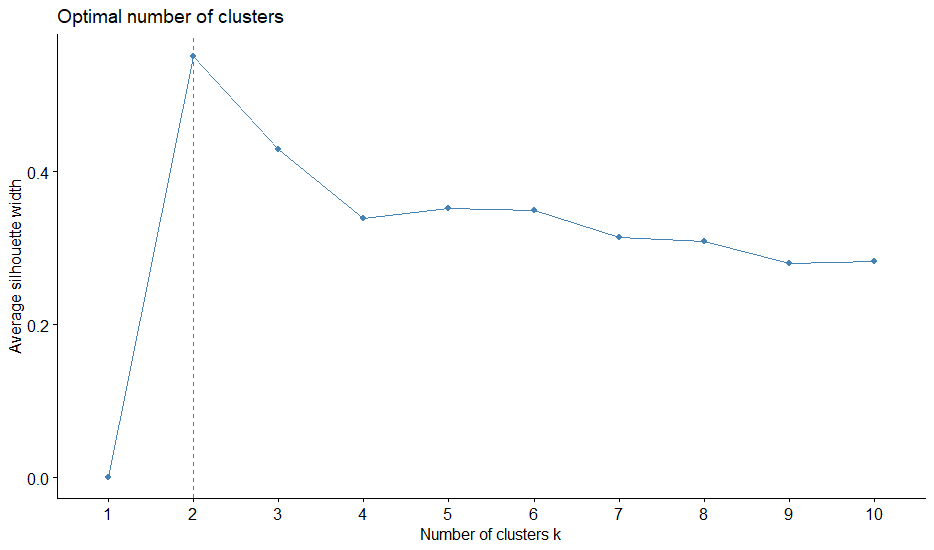 Optimal number of clusters
Average silhouette width
0.4
0.2
0.0
1 2 3 4 5 6 7 8 9 10
Number of clusters k